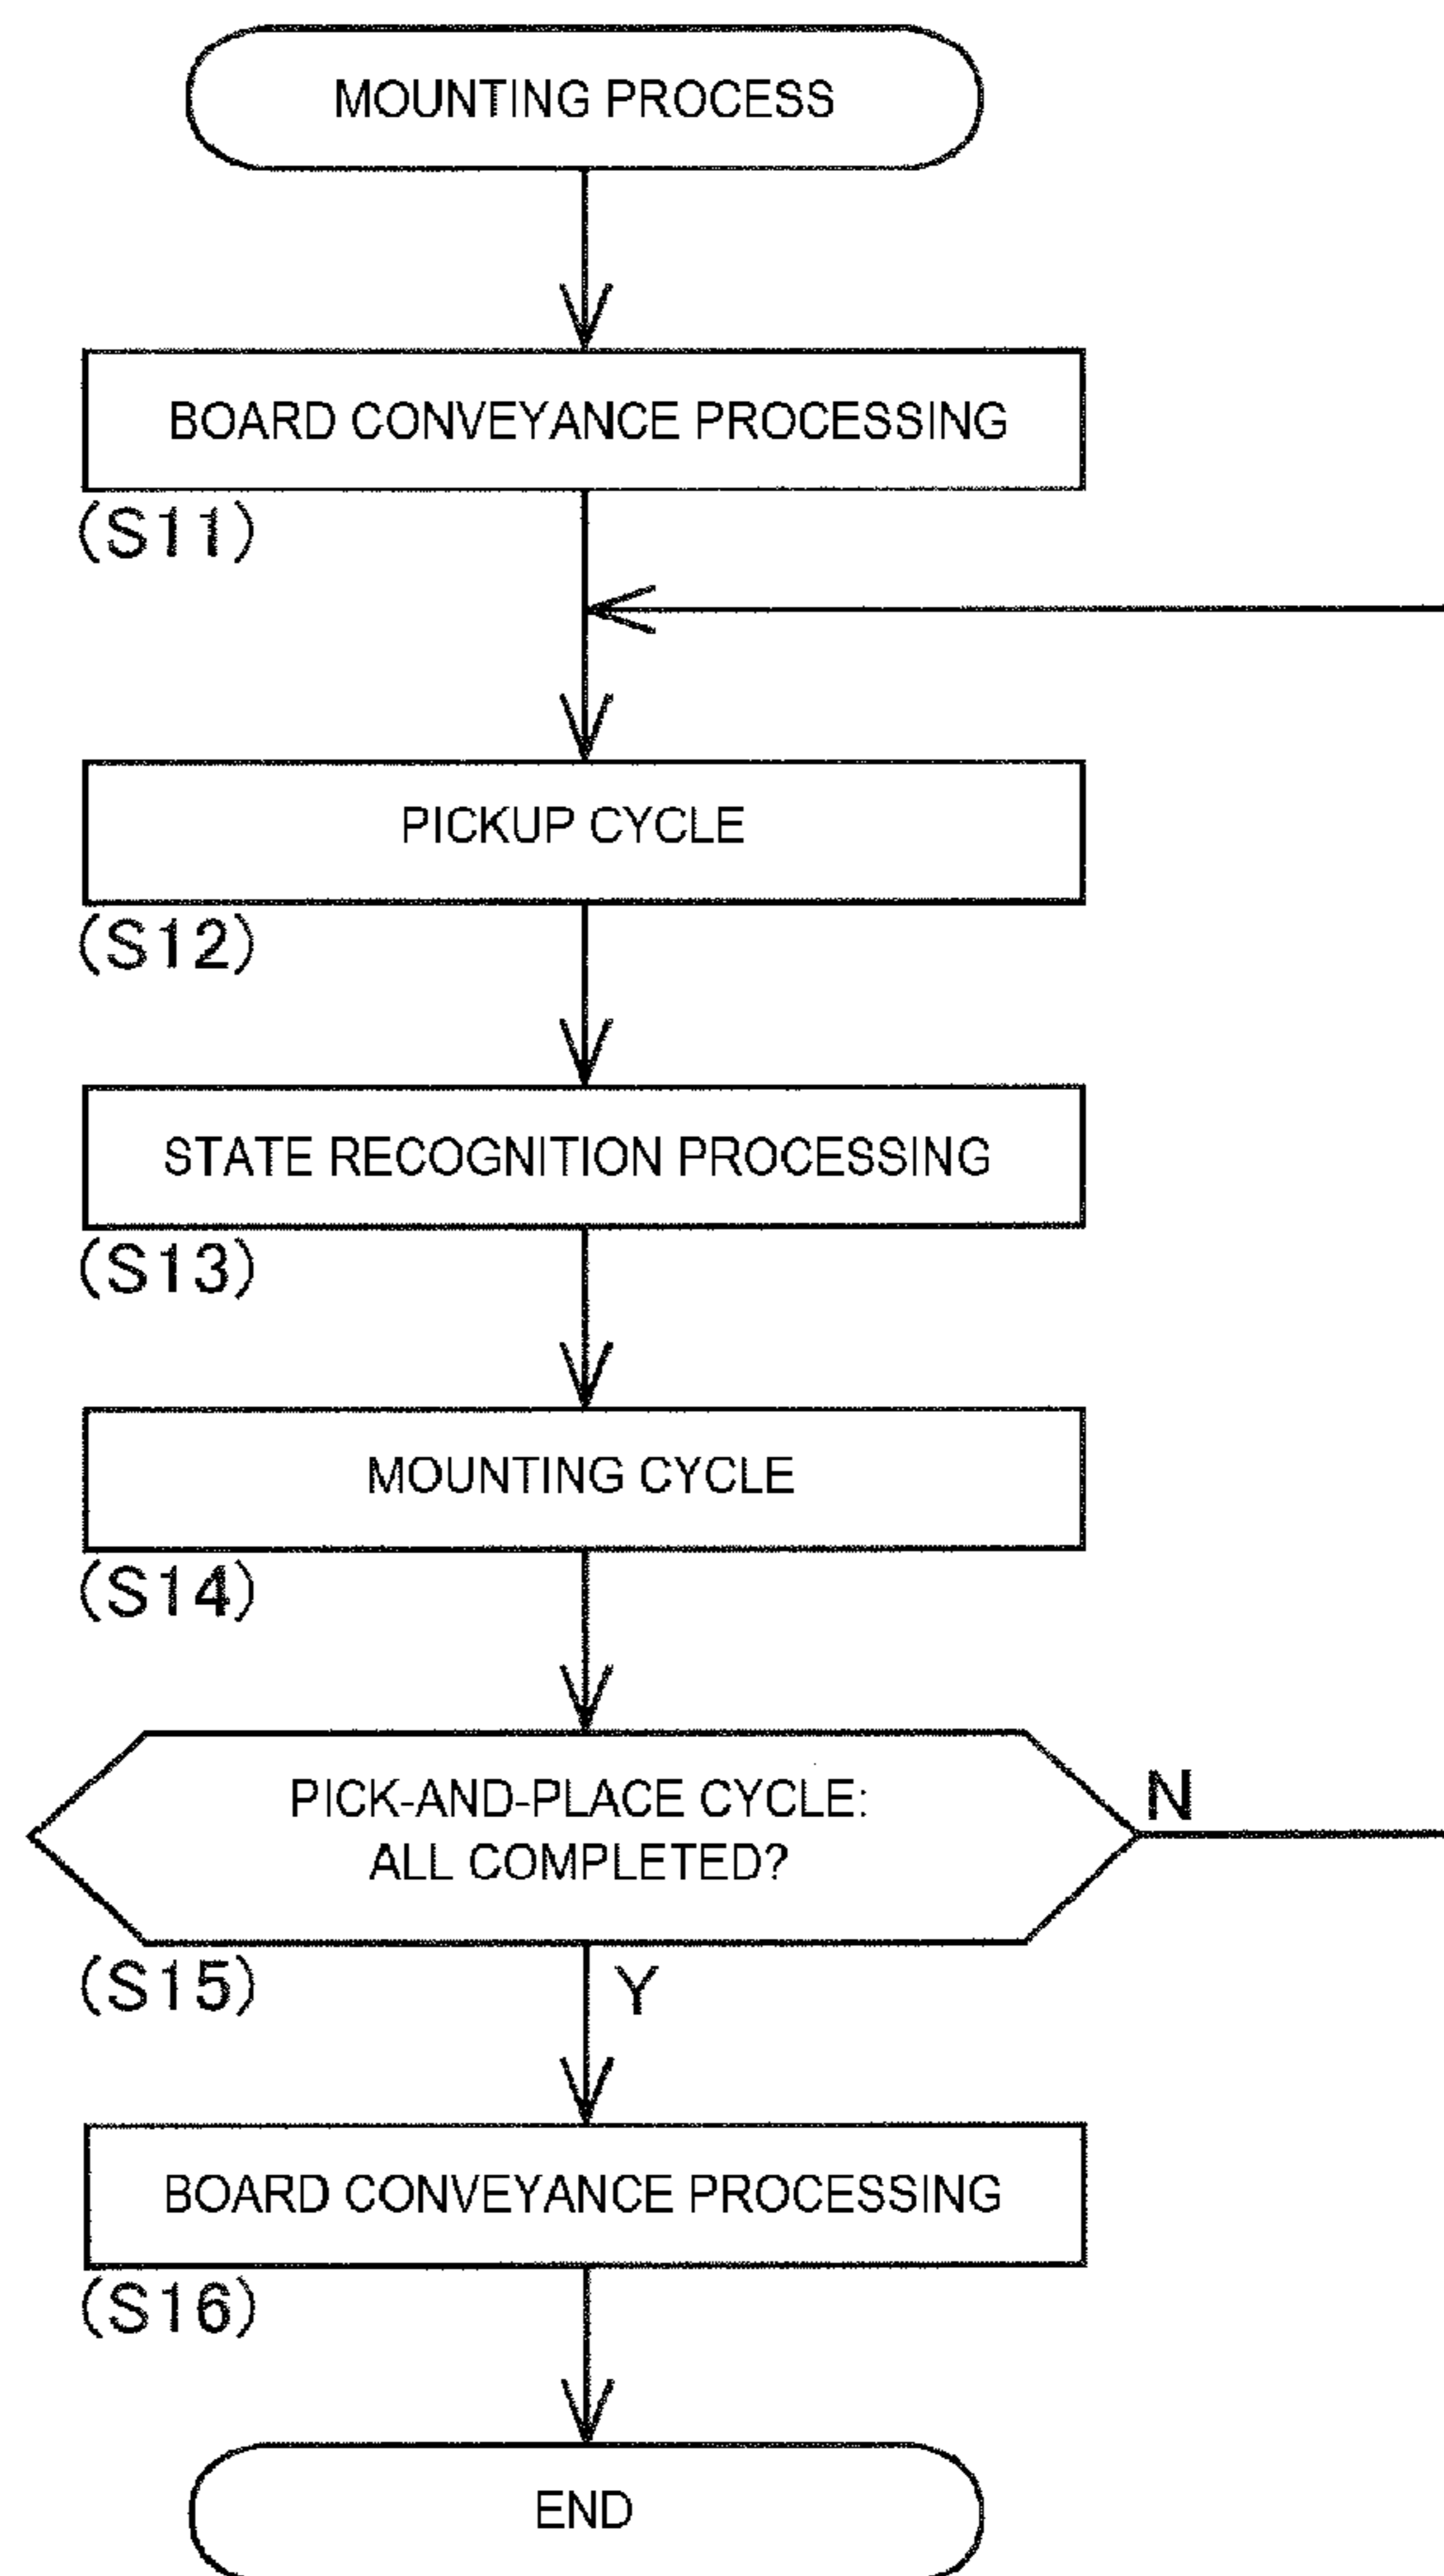 MOUNTING PROCESS
BOARD CONVEYANCE PROCESSING
(S11)
PICKUP CYCLE
(S12)
STATE RECOGNITION PROCESSING
(S13)
MOUNTING CYCLE
(S14)
PICK-AND-PLACE CYCLE:
ALL COMPLETED?
N
(S15)
Y
BOARD CONVEYANCE PROCESSING
(S16)
END